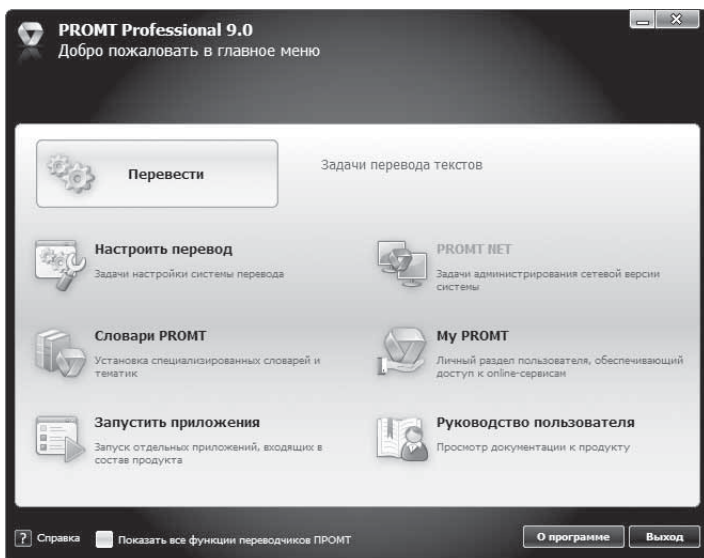 PROMT Professional 9.0
Добро пожаловать в главное меню
Перевести
Задачи перевода текстов
Настроить перевод
Задачи настройки системы перевода
PROMT NET
Задачи администрирования сетевой версии
системы
Словари PROMT
Установка специализированных словарей и
тематик
My PROMT
Личный раздел пользователя, обеспечивающий
доступ к online-сервисам
Запустить приложения
Запуск отдельных приложений, входящих в
состав продукта
Руководство пользователя
Просмотр документации к продукту
? Справка
Показать все функции переводчиков ПРОМТ
О программе
Выход